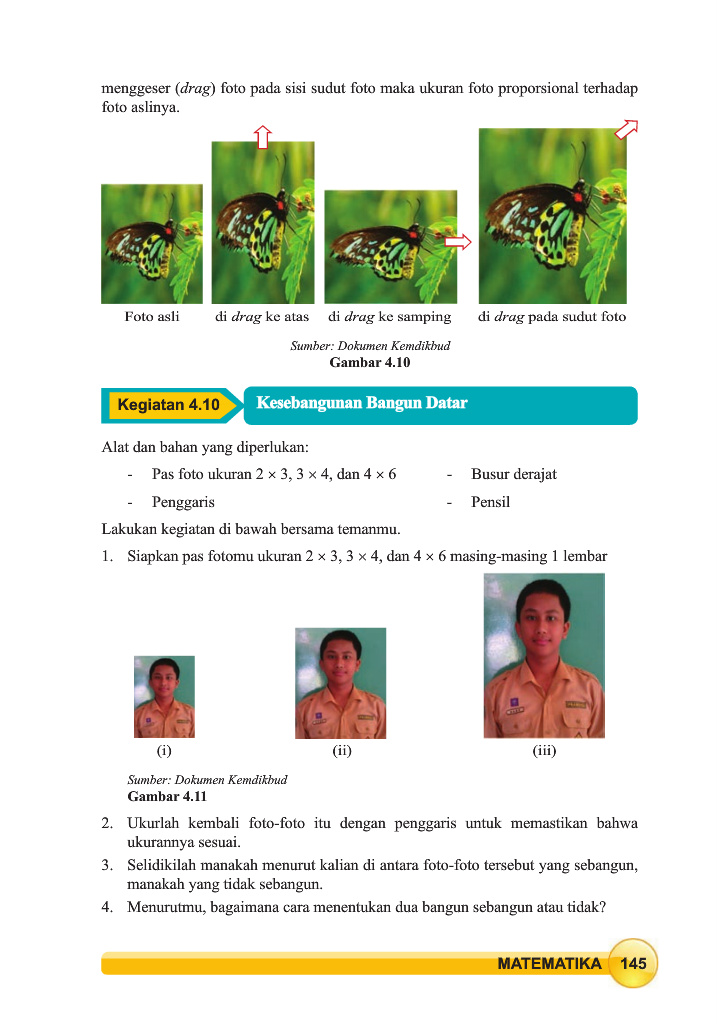 menggeser (drag) foto pada sisi sudut foto maka ukuran foto proporsional terhadap
foto aslinya.
Foto asli
di drag ke atas
di drag ke samping
di drag pada sudut foto
Sumber: Dokumen Kemdikbud
Gambar 4.10
Kegiatan 4.10
Kesebangunan Bangun Datar
Alat dan bahan yang diperlukan:
- Pas foto ukuran 2 × 3, 3 × 4, dan 4 × 6
- Busur derajat
- Penggaris
- Pensil
Lakukan kegiatan di bawah bersama temanmu.
1. Siapkan pas fotomu ukuran 2 × 3, 3 × 4, dan 4 × 6 masing-masing 1 lembar
(i)
(ii)
(iii)
Sumber: Dokumen Kemdikbud
Gambar 4.11
2. Ukurlah kembali foto-foto itu dengan penggaris untuk memastikan bahwa
ukurannya sesuai.
3. Selidikilah manakah menurut kalian di antara foto-foto tersebut yang sebangun,
manakah yang tidak sebangun.
4. Menurutmu, bagaimana cara menentukan dua bangun sebangun atau tidak?
MATEMATIKA 145